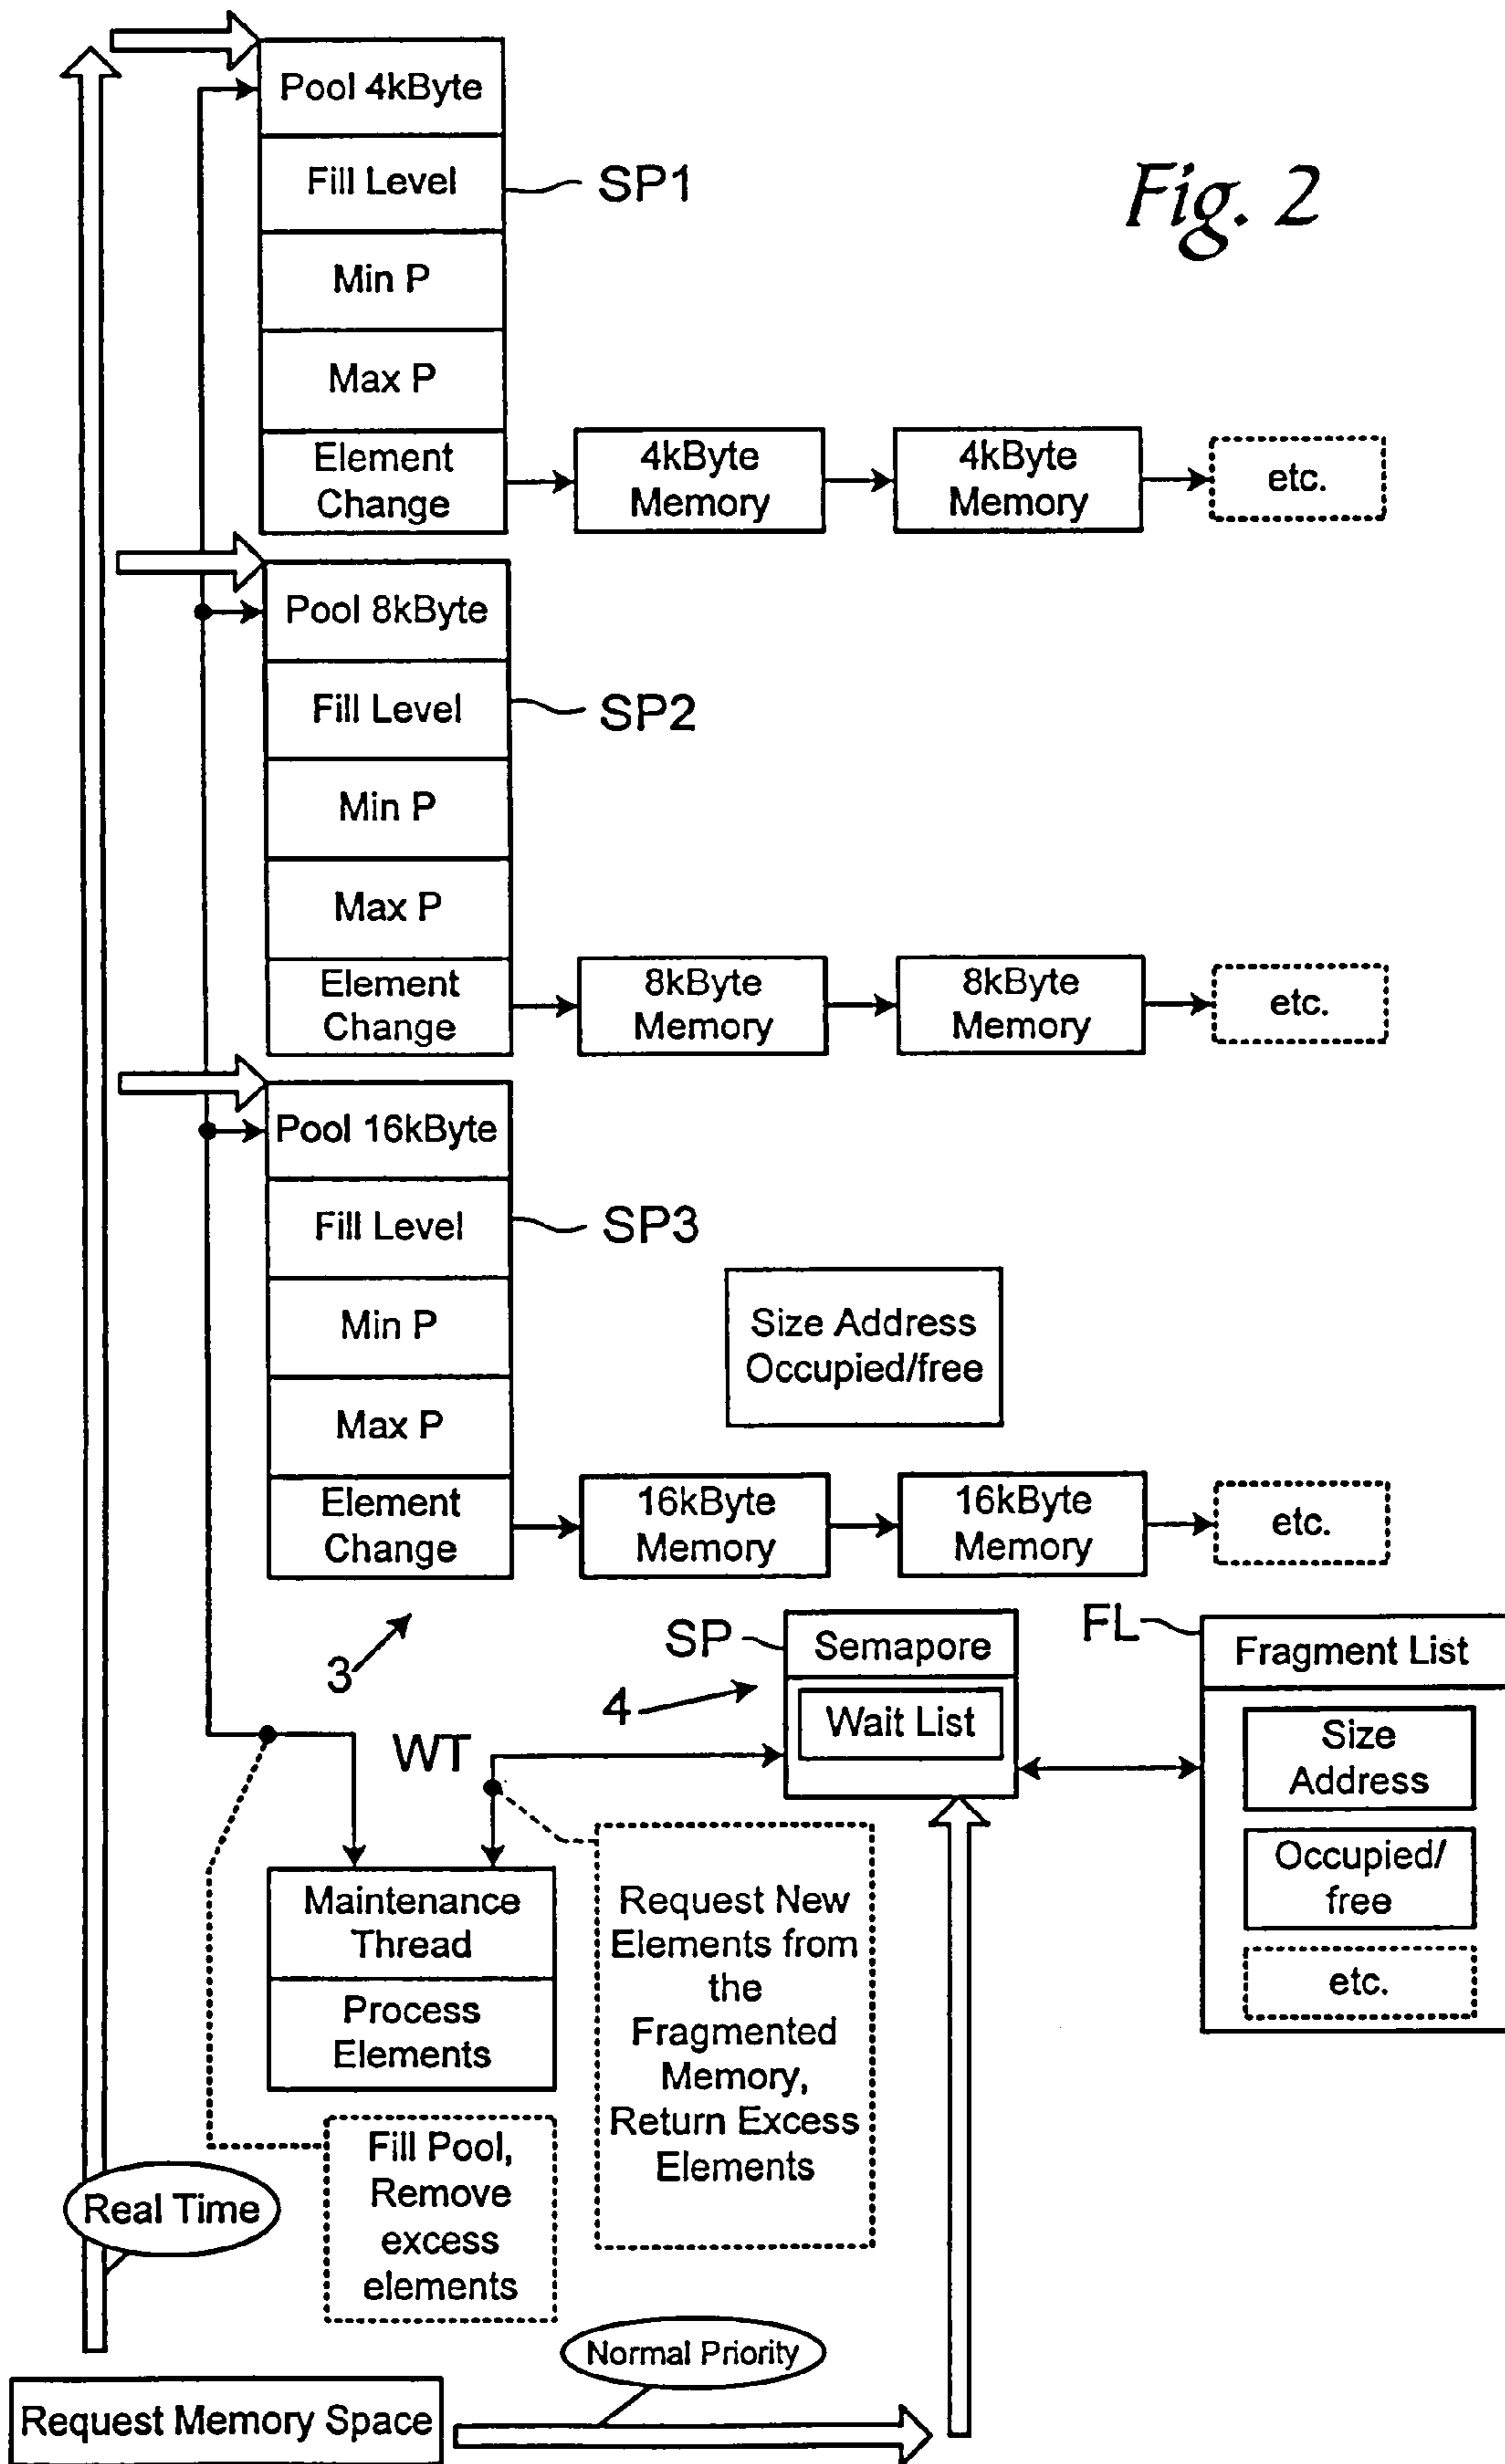 Fig. 2
Pool 4kByte
Fill Level
SP1
Min P
Max P
Element
Change
4kByte
Memory
4kByte
Memory
etc.
Pool 8kByte
Fill Level
SP2
Min P
Max P
Element
Change
8kByte
Memory
8kByte
Memory
etc.
Pool 16kByte
Fill Level
SP3
Min P
Max P
Size Address
Occupied/free
Element
Change
16kByte
Memory
16kByte
Memory
etc.
3
SP
Semapore
4
Wait List
FL
Fragment List
Size
Address
Occupied/
free
etc.
WT
Maintenance
Thread
Process
Elements
Request New
Elements from
the
Fragmented
Memory,
Return Excess
Elements
Fill Pool,
Remove
excess
elements
Real Time
Normal Priority
Request Memory Space